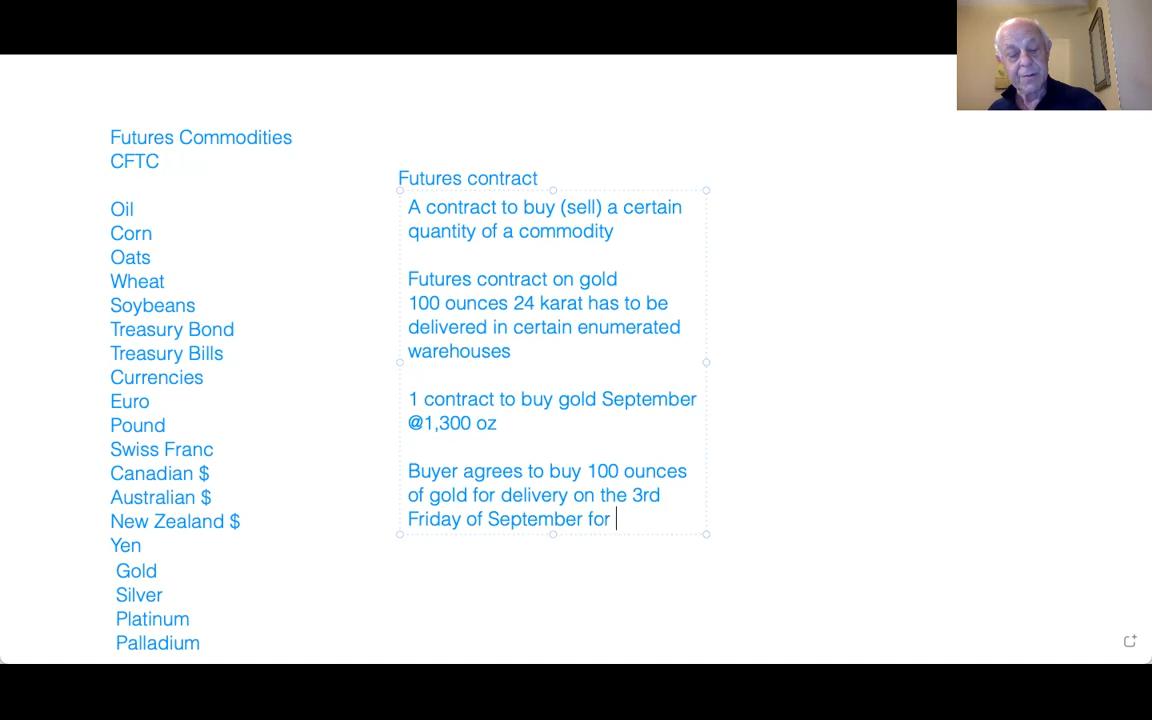 Futures Commodities
CFTC
Oil
Corn
Oats
Wheat
Soybeans
Treasury Bond
Treasury Bills
Currencies
Euro
Pound
Swiss Franc
Canadian $
Australian $
New Zealand $
Yen
Gold
Silver
Platinum
Palladium
Futures contract
A contract to buy (sell) a certain
quantity of a commodity
Futures contract on gold
100 ounces 24 karat has to be
delivered in certain enumerated
warehouses
1 contract to buy gold September
@1,300 oz
Buyer agrees to buy 100 ounces
of gold for delivery on the 3rd
Friday of September for